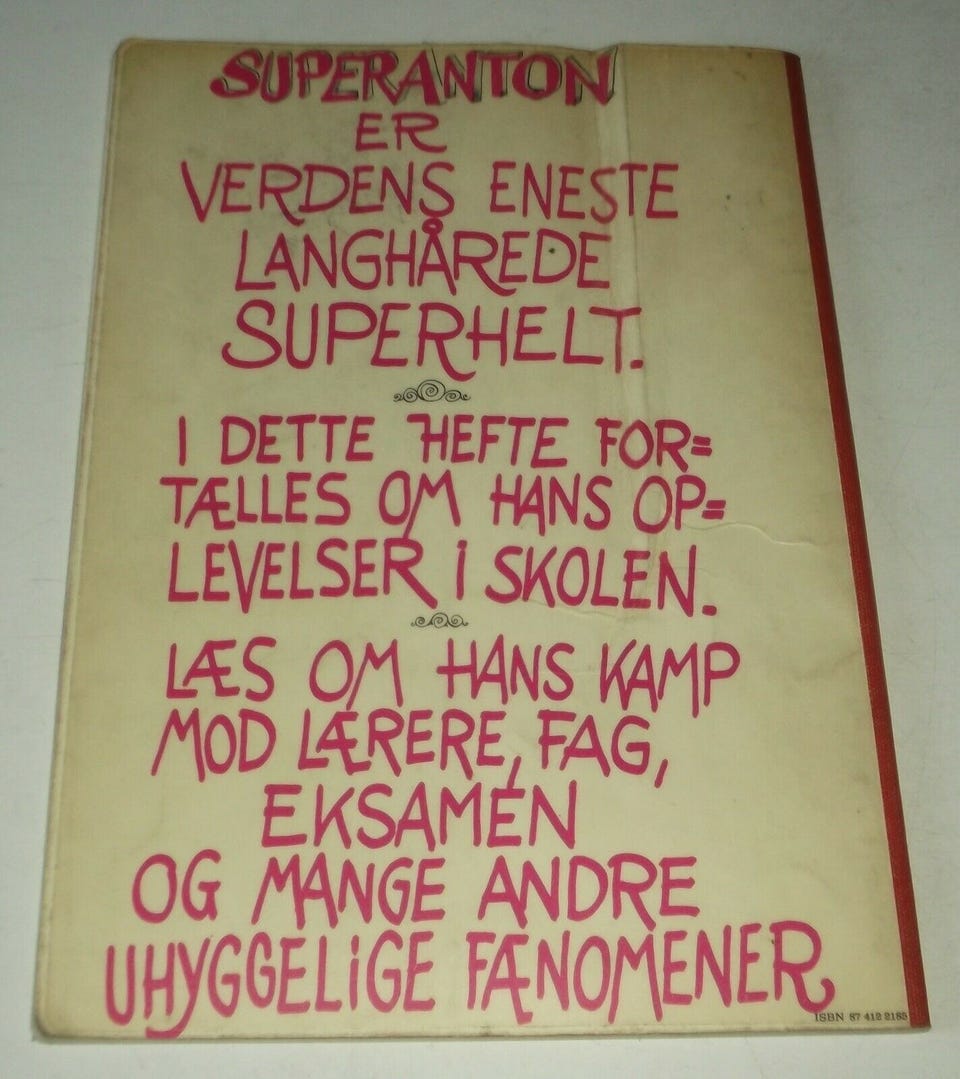 SUPERANTON
ER
VERDENS ENESTE
LANGHÅREDE
SUPERHELT.
I DETTE HEFTE FOR=
TÆLLES OM HANS OP=
LEVELSER I SKOLEN.
LÆS OM HANS KAMP
MOD LÆRERE, FAG,
EKSAMEN
OG MANGE ANDRE
UHYGGELIGE FÆNOMENER
ISBN 87 412 2185